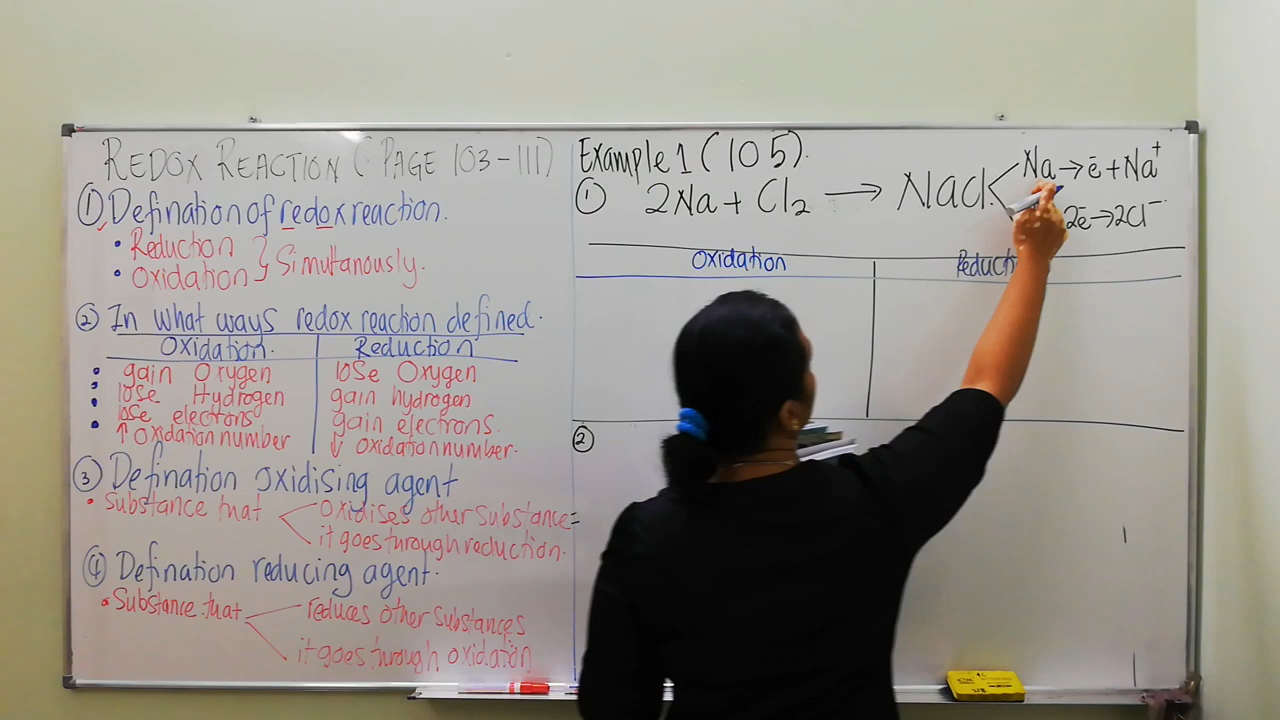 REDOX REACTION (PAGE 103-111)
① Defination of redox reaction.
• Reduction
• Oxidation
Simutanously.
② In what ways redox reaction defined.
Oxidation. Reduction
• gain Oxygen lose Oxygen
• lose Hydrogen gain hydrogen
• lose electrons gain electrons.
• ↑ Oxidation number ↓ oxidation number.
③ Defination Oxidising agent
• Substance that
oxidises other substance=
it goes through reduction.
④ Defination reducing agent.
• Substance that
reduces other substances
it goes through oxidation
Example 1 (105).
① 2Na + Cl₂ → NaCl
Na → ē + Na⁺
2ē → 2Cl⁻
Oxidation
②